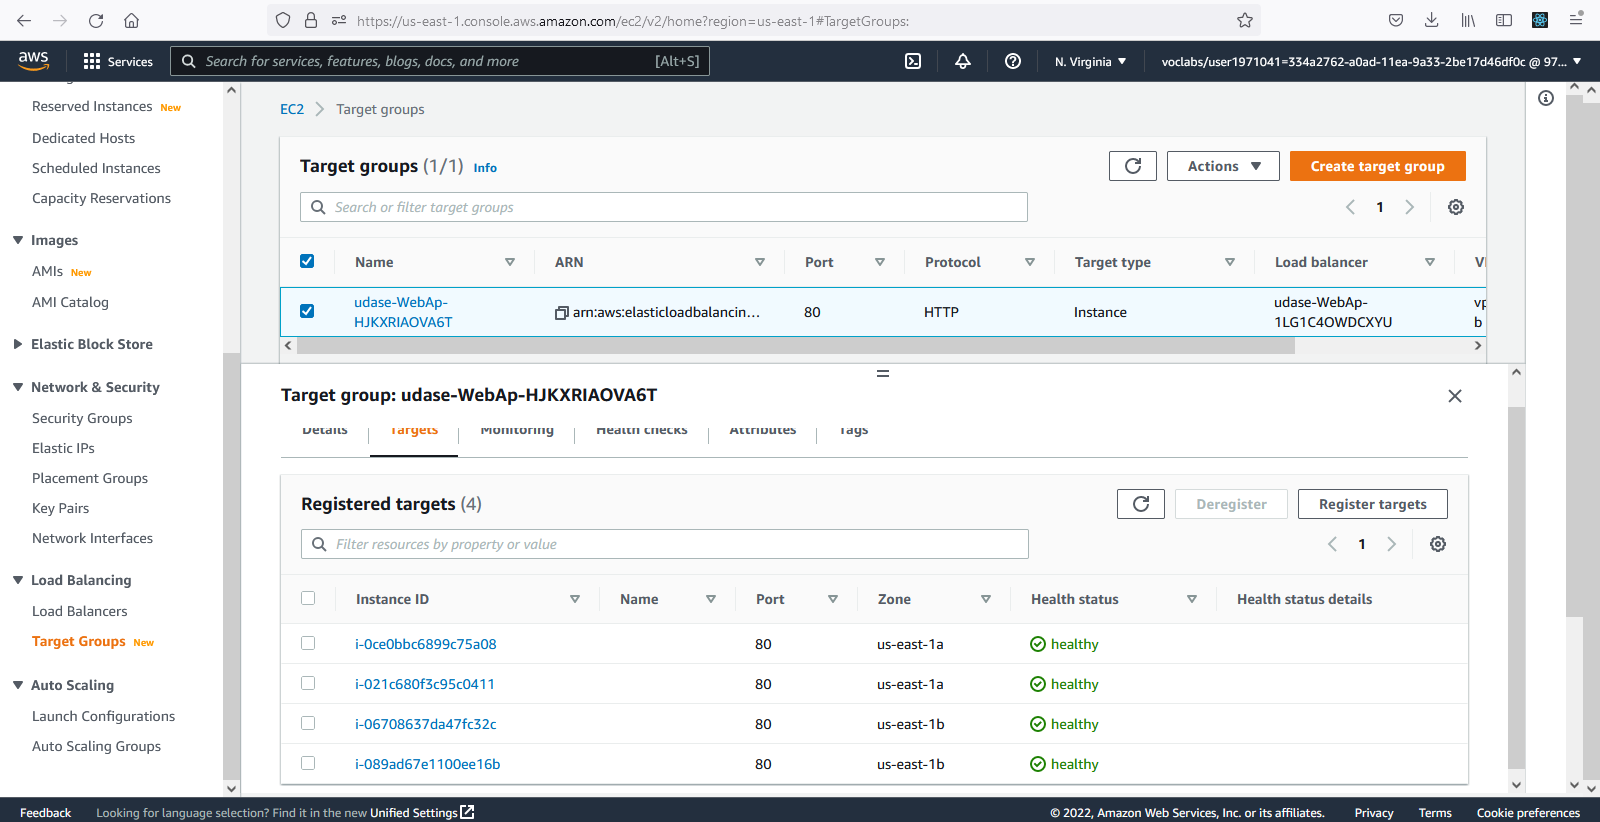 https://us-east-1.console.aws.amazon.com/ec2/v2/home?region=us-east-1#TargetGroups:
aws Services Search for services, features, blogs, docs, and more [Alt+S] N. Virginia voclabs/user1971041=334a2762-a0ad-11ea-9a33-2be17d46df0c @ 97...
Reserved Instances New
Dedicated Hosts
Scheduled Instances
Capacity Reservations
Images
AMIs New
AMI Catalog
Elastic Block Store
Network & Security
Security Groups
Elastic IPs
Placement Groups
Key Pairs
Network Interfaces
Load Balancing
Load Balancers
Target Groups New
Auto Scaling
Launch Configurations
Auto Scaling Groups
EC2 > Target groups
Target groups (1/1) Info Actions Create target group
Search or filter target groups 1
Name ARN Port Protocol Target type Load balancer
udase-WebAp-HJKXRIAOVA6T arn:aws:elasticloadbalancin... 80 HTTP Instance udase-WebAp-1LG1C4OWDCXYU
Target group: udase-WebAp-HJKXRIAOVA6T
Details Targets Monitoring Health checks Attributes Tags
Registered targets (4) Deregister Register targets
Filter resources by property or value 1
Instance ID Name Port Zone Health status Health status details
i-0ce0bbc6899c75a08 80 us-east-1a healthy
i-021c680f3c95c0411 80 us-east-1a healthy
i-06708637da47fc32c 80 us-east-1b healthy
i-089ad67e1100ee16b 80 us-east-1b healthy
Feedback Looking for language selection? Find it in the new Unified Settings © 2022, Amazon Web Services, Inc. or its affiliates. Privacy Terms Cookie preferences